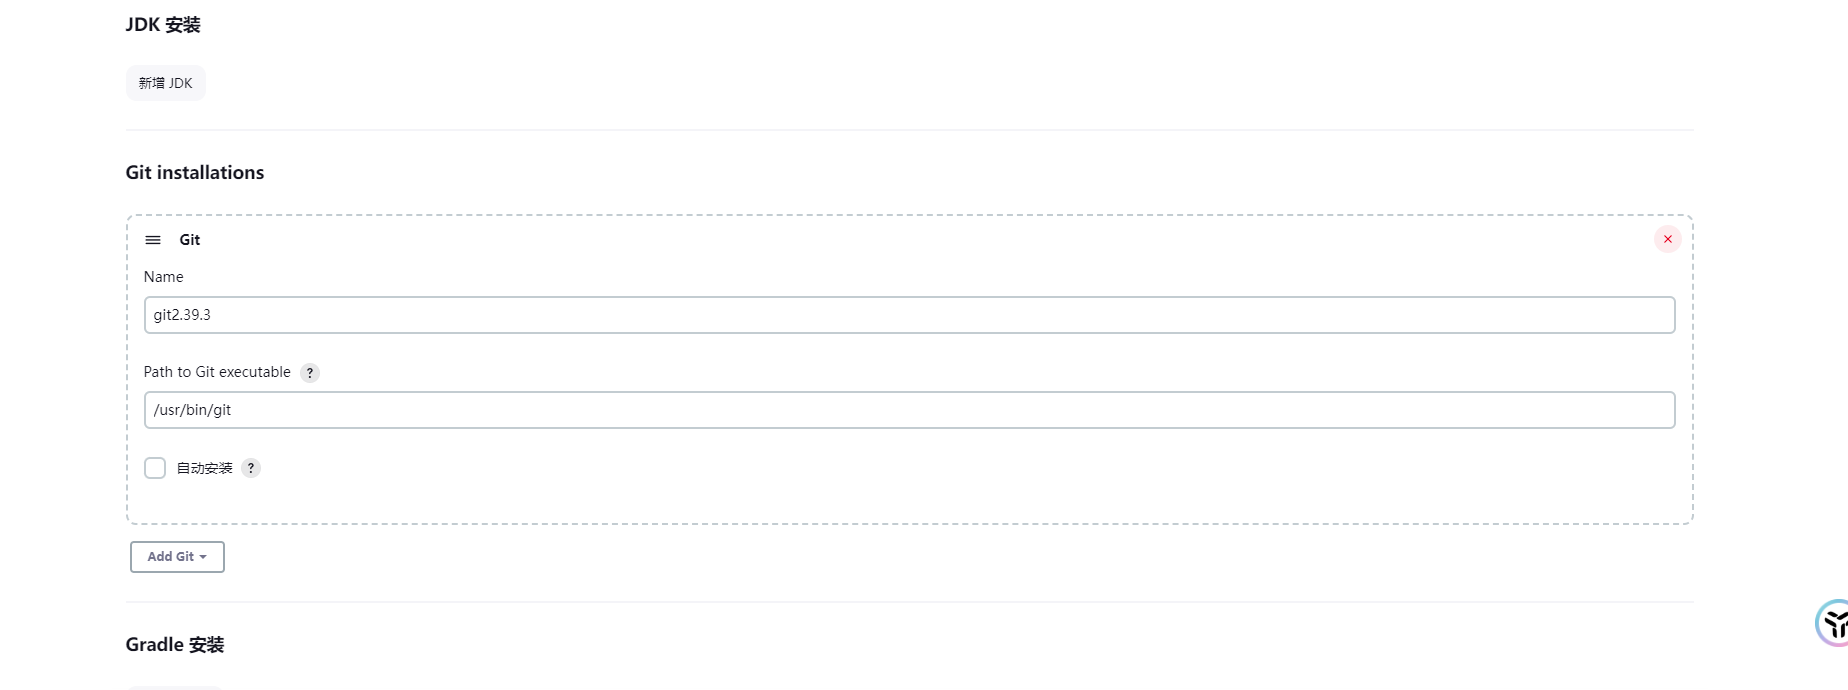 JDK 安装
新增 JDK
Git installations
Git
Name
git2.39.3
Path to Git executable ?
/usr/bin/git
自动安装 ?
Add Git
Gradle 安装